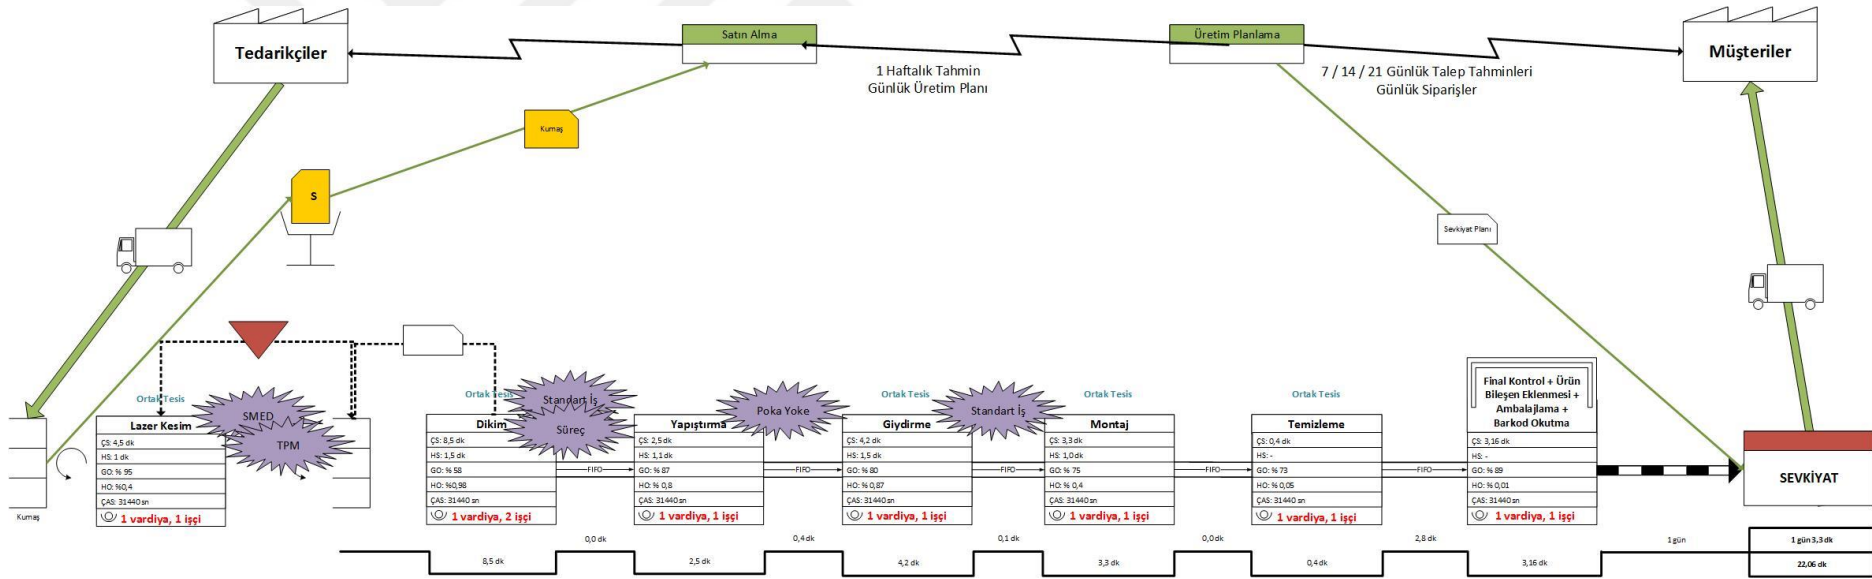 Tedarikçiler
Satın Alma
Üretim Planlama
Müşteriler
1 Haftalık Tahmin
Günlük Üretim Planı
7 / 14 / 21 Günlük Talep Tahminleri
Günlük Siparişler
Kumaş
S
Sevkiyat Planı
Kumaş
Ortak Tesis
Lazer Kesim
ÇS: 4,5 dk
HS: 1 dk
GO: % 95
HO: %0,4
ÇAS: 31440 sn
1 vardiya, 1 işçi
SMED
TPM
Ortak Tesis
Dikim
ÇS: 8,5 dk
HS: 1,5 dk
GO: % 58
HO: %0,98
ÇAS: 31440 sn
1 vardiya, 2 işçi
Standart İş
Süreç
FIFO
Yapıştırma
ÇS: 2,5 dk
HS: 1,1 dk
GO: % 87
HO: % 0,8
ÇAS: 31440 sn
1 vardiya, 1 işçi
Poka Yoke
FIFO
Ortak Tesis
Giydirme
ÇS: 4,2 dk
HS: 1,5 dk
GO: % 80
HO: % 0,87
ÇAS: 31440 sn
1 vardiya, 1 işçi
Standart İş
FIFO
Ortak Tesis
Montaj
ÇS: 3,3 dk
HS: 1,0 dk
GO: % 75
HO: % 0,4
ÇAS: 31440 sn
1 vardiya, 1 işçi
FIFO
Ortak Tesis
Temizleme
ÇS: 0,4 dk
HS: -
GO: % 73
HO: % 0,05
ÇAS: 31440 sn
1 vardiya, 1 işçi
FIFO
Final Kontrol + Ürün
Bileşen Eklenmesi +
Ambalajlama +
Barkod Okutma
ÇS: 3,16 dk
HS: -
GO: % 89
HO: % 0,01
ÇAS: 31440 sn
1 vardiya, 1 işçi
SEVKİYAT
0,0 dk
0,4 dk
0,1 dk
0,0 dk
2,8 dk
1 gün
1 gün 3,3 dk
8,5 dk
2,5 dk
4,2 dk
3,3 dk
0,4 dk
3,16 dk
22,06 dk